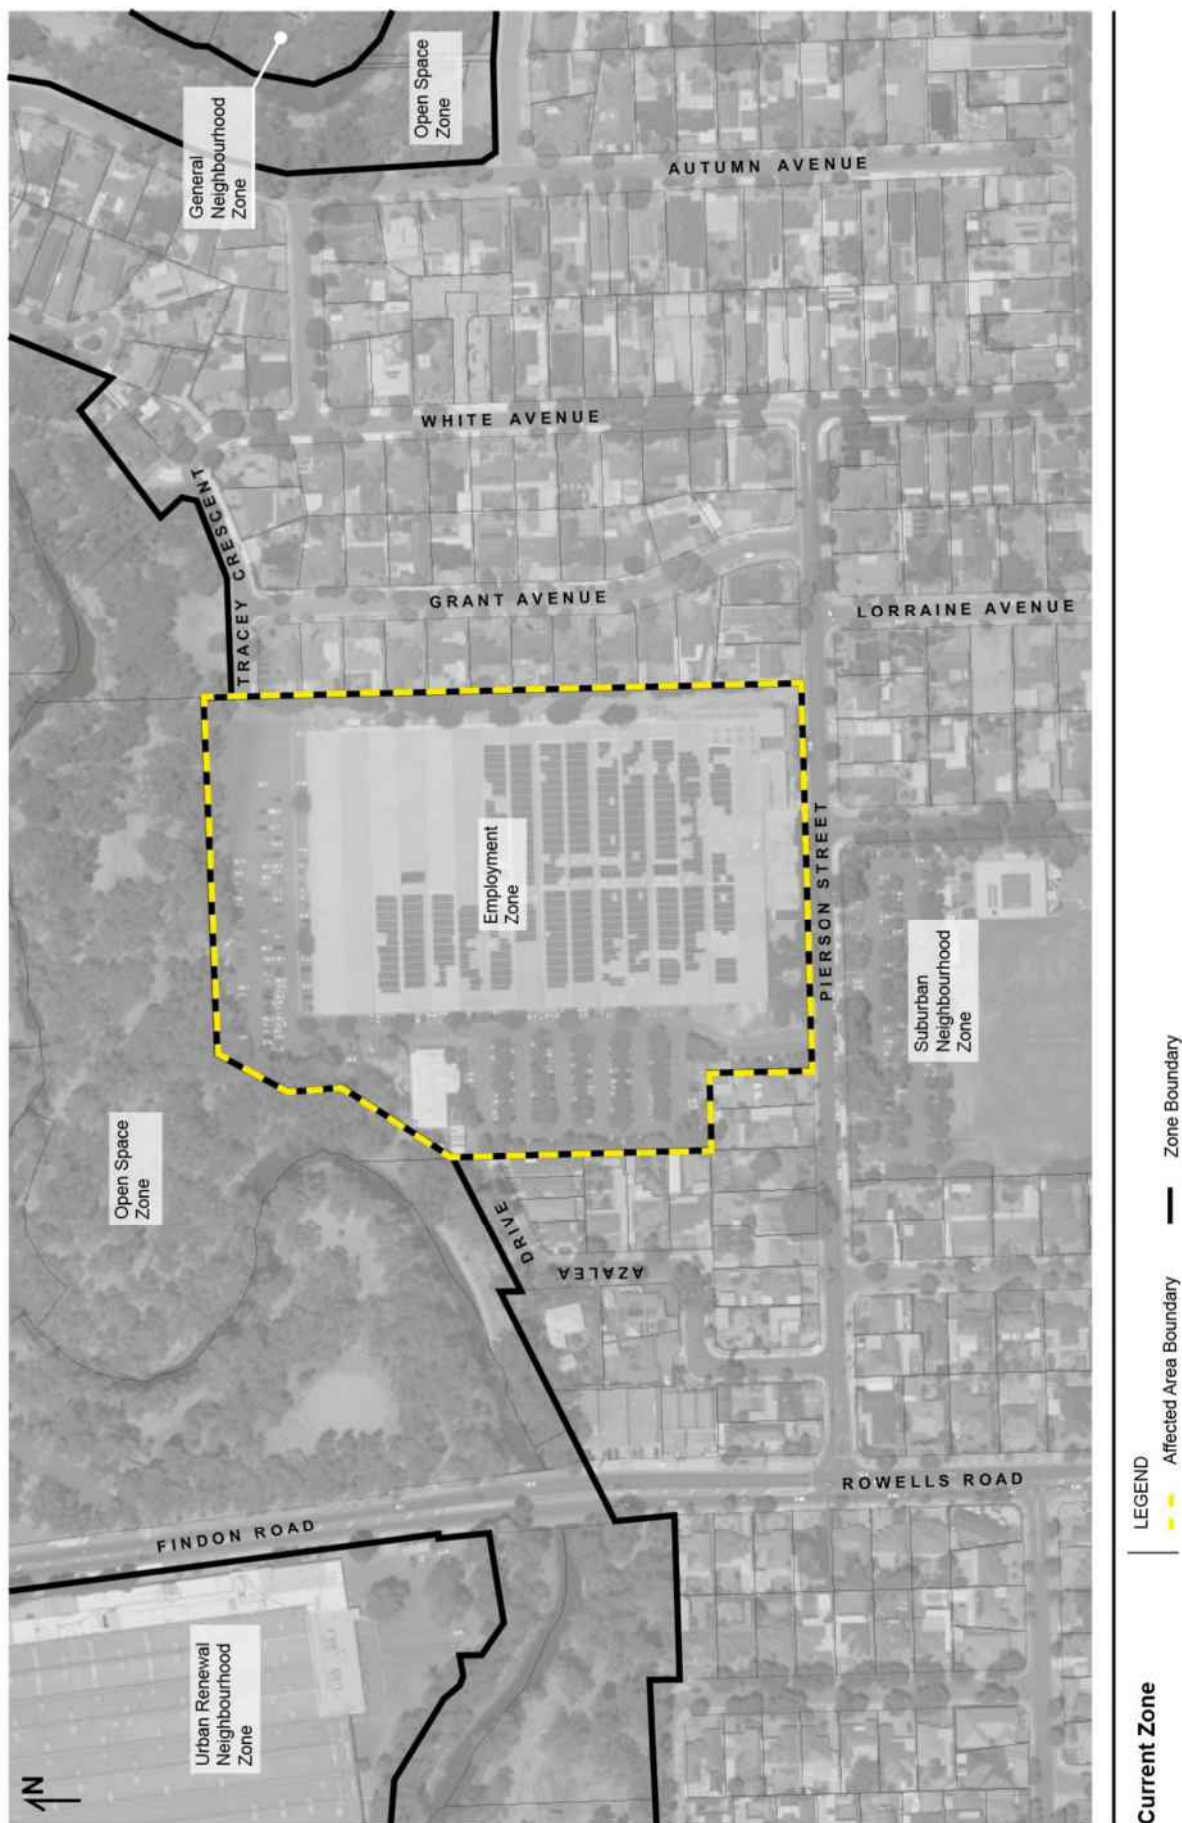 N
Urban Renewal
Neighbourhood
Zone
FINDON ROAD
Open Space
Zone
General
Neighbourhood
Zone
Open Space
Zone
TRACEY CRESCENT
Employment
Zone
AZALEA
DRIVE
GRANT AVENUE
WHITE AVENUE
AUTUMN AVENUE
PIERSON STREET
ROWELLS ROAD
Suburban
Neighbourhood
Zone
LORRAINE AVENUE
Current Zone
LEGEND
Affected Area Boundary
Zone Boundary